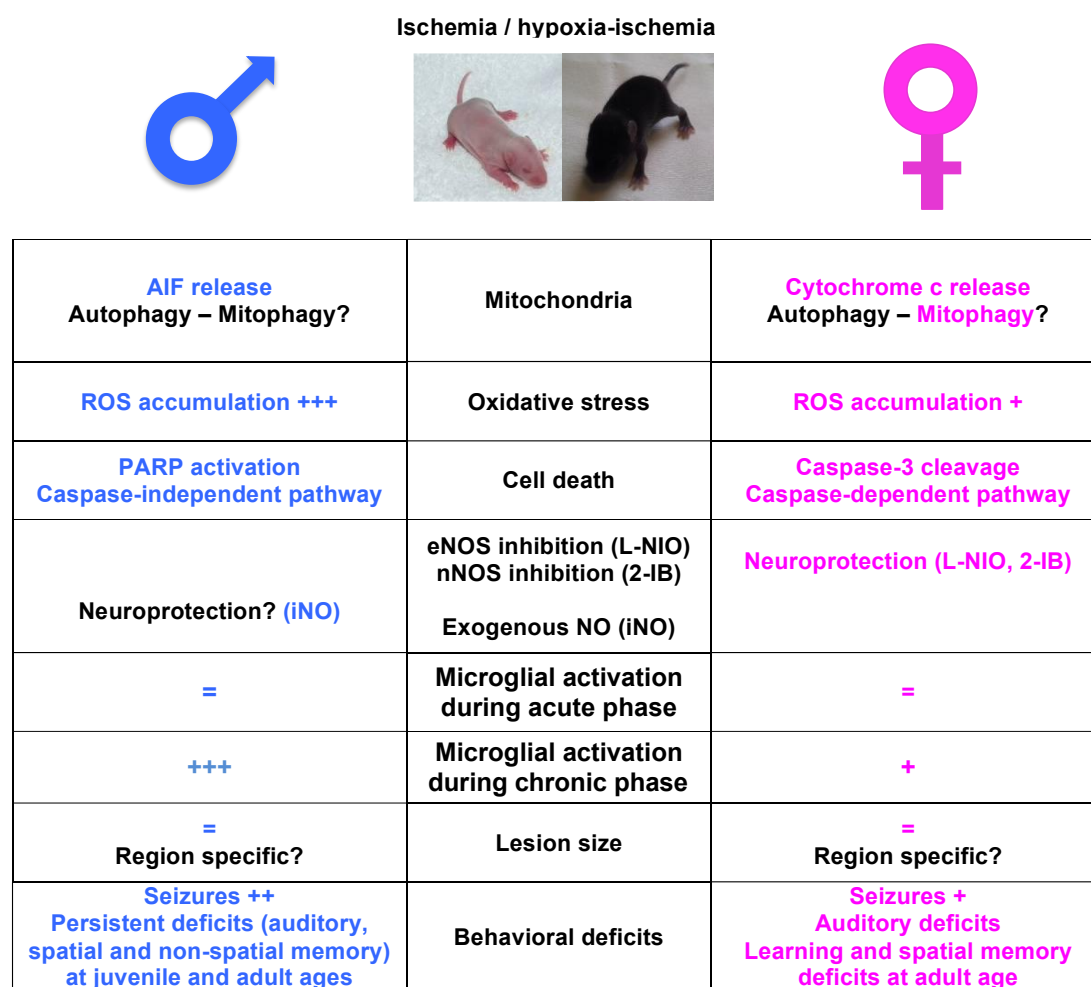 Ischemia / hypoxia-ischemia
AIF release
Autophagy – Mitophagy?
Mitochondria
Cytochrome c release
Autophagy – Mitophagy?
ROS accumulation +++
Oxidative stress
ROS accumulation +
PARP activation
Caspase-independent pathway
Cell death
Caspase-3 cleavage
Caspase-dependent pathway
Neuroprotection? (iNO)
eNOS inhibition (L-NIO)
nNOS inhibition (2-IB)
Exogenous NO (iNO)
Neuroprotection (L-NIO, 2-IB)
=
Microglial activation
during acute phase
=
+++
Microglial activation
during chronic phase
+
=
Region specific?
Lesion size
=
Region specific?
Seizures ++
Persistent deficits (auditory,
spatial and non-spatial memory)
at juvenile and adult ages
Behavioral deficits
Seizures +
Auditory deficits
Learning and spatial memory
deficits at adult age